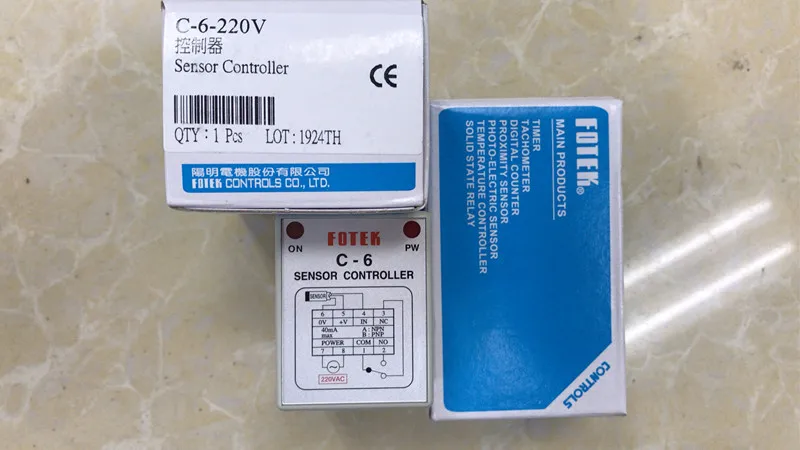 C-6-220V
控制器
Sensor Controller
CE
QTY：1 Pcs LOT：1924TH
陽明電機股份有限公司
FOTEK CONTROLS CO., LTD.
ON
FOTEK
PW
C - 6
SENSOR CONTROLLER
SENSOR
6 5 4 3
0V +V IN NC
40mA max A : NPN
B : PNP
POWER COM NO
7 8 1 2
220VAC
FOTEK®
MAIN PRODUCTS
TIMER
TACHOMETER
DIGITAL COUNTER
PROXIMITY SENSOR
PHOTO-ELECTRIC SENSOR
TEMPERATURE CONTROLLER
SOLID STATE RELAY
CONTROLS